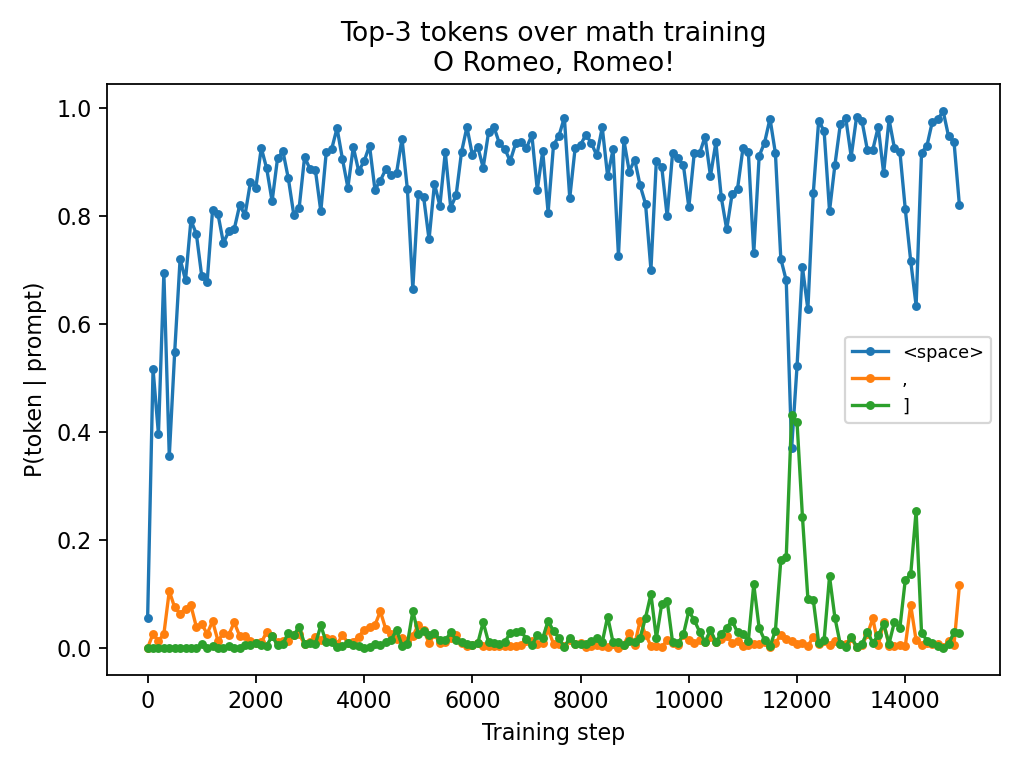 Top-3 tokens over math training
O Romeo, Romeo!
1.0
0.8
0.6
0.4
0.2
0.0
P(token | prompt)
<space>
,
]
0 2000 4000 6000 8000 10000 12000 14000
Training step